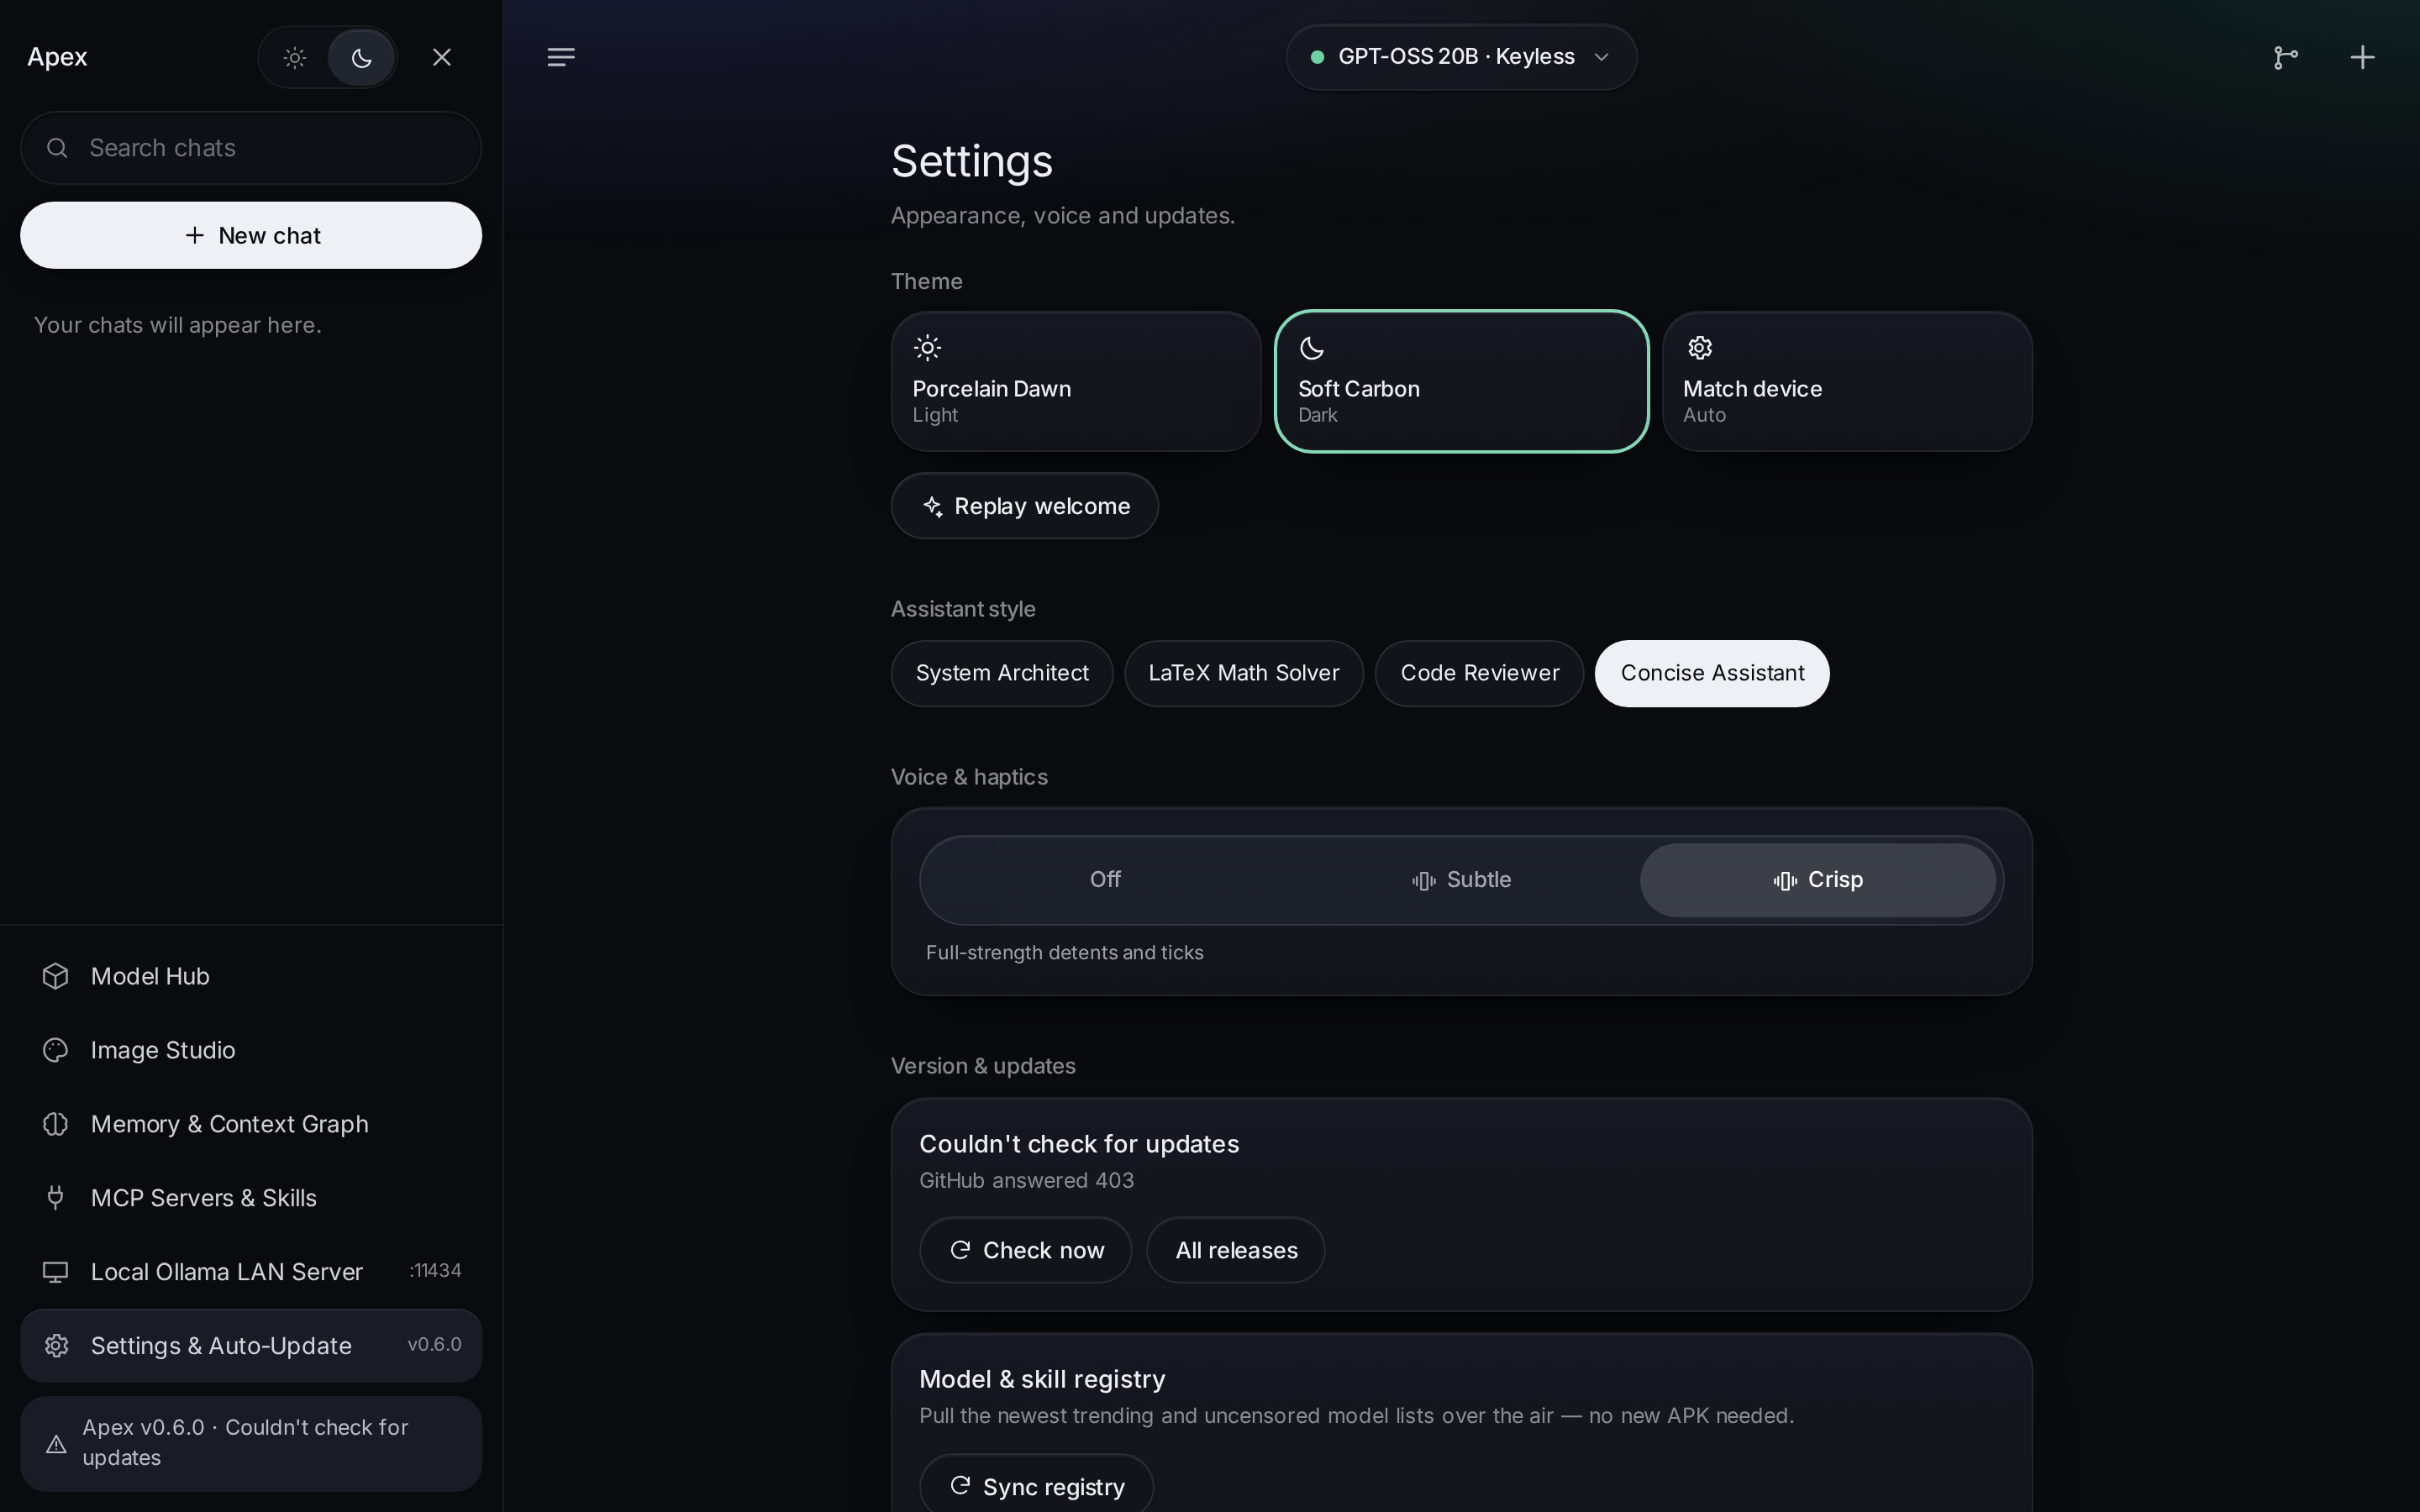 Apex
Search chats
New chat
Your chats will appear here.
Model Hub
Image Studio
Memory & Context Graph
MCP Servers & Skills
Local Ollama LAN Server :11434
Settings & Auto-Update v0.6.0
Apex v0.6.0 · Couldn't check for
updates
GPT-OSS 20B · Keyless
Settings
Appearance, voice and updates.
Theme
Porcelain Dawn
Light
Soft Carbon
Dark
Match device
Auto
Replay welcome
Assistant style
System Architect
LaTeX Math Solver
Code Reviewer
Concise Assistant
Voice & haptics
Off
Subtle
Crisp
Full-strength detents and ticks
Version & updates
Couldn't check for updates
GitHub answered 403
Check now
All releases
Model & skill registry
Pull the newest trending and uncensored model lists over the air — no new APK needed.
Sync registry